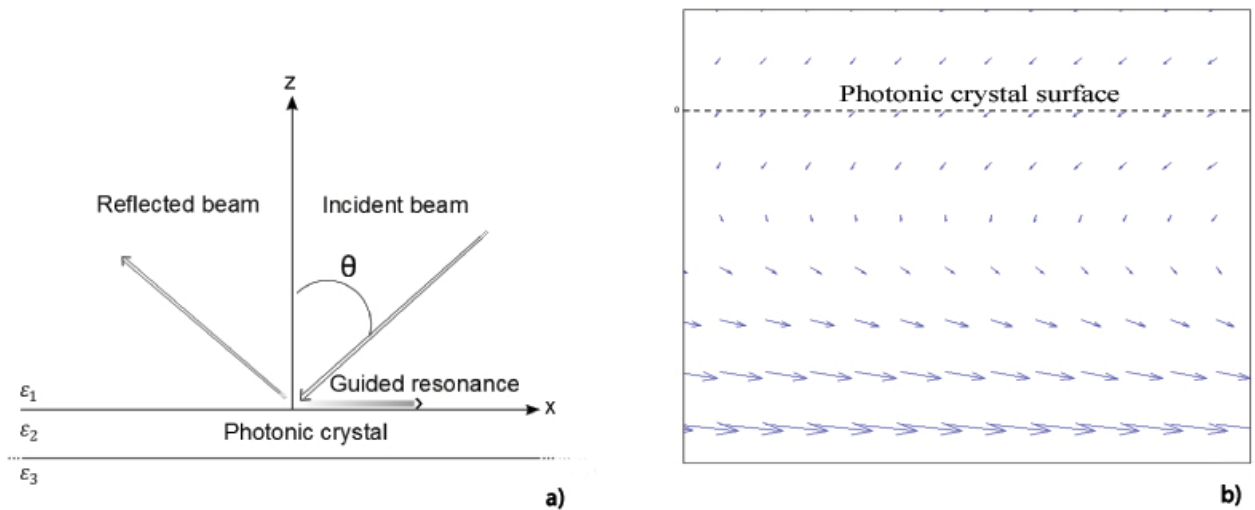 z
Reflected beam
Incident beam
θ
Guided resonance
ε₁
x
ε₂
Photonic crystal
ε₃
a)
Photonic crystal surface
0
b)